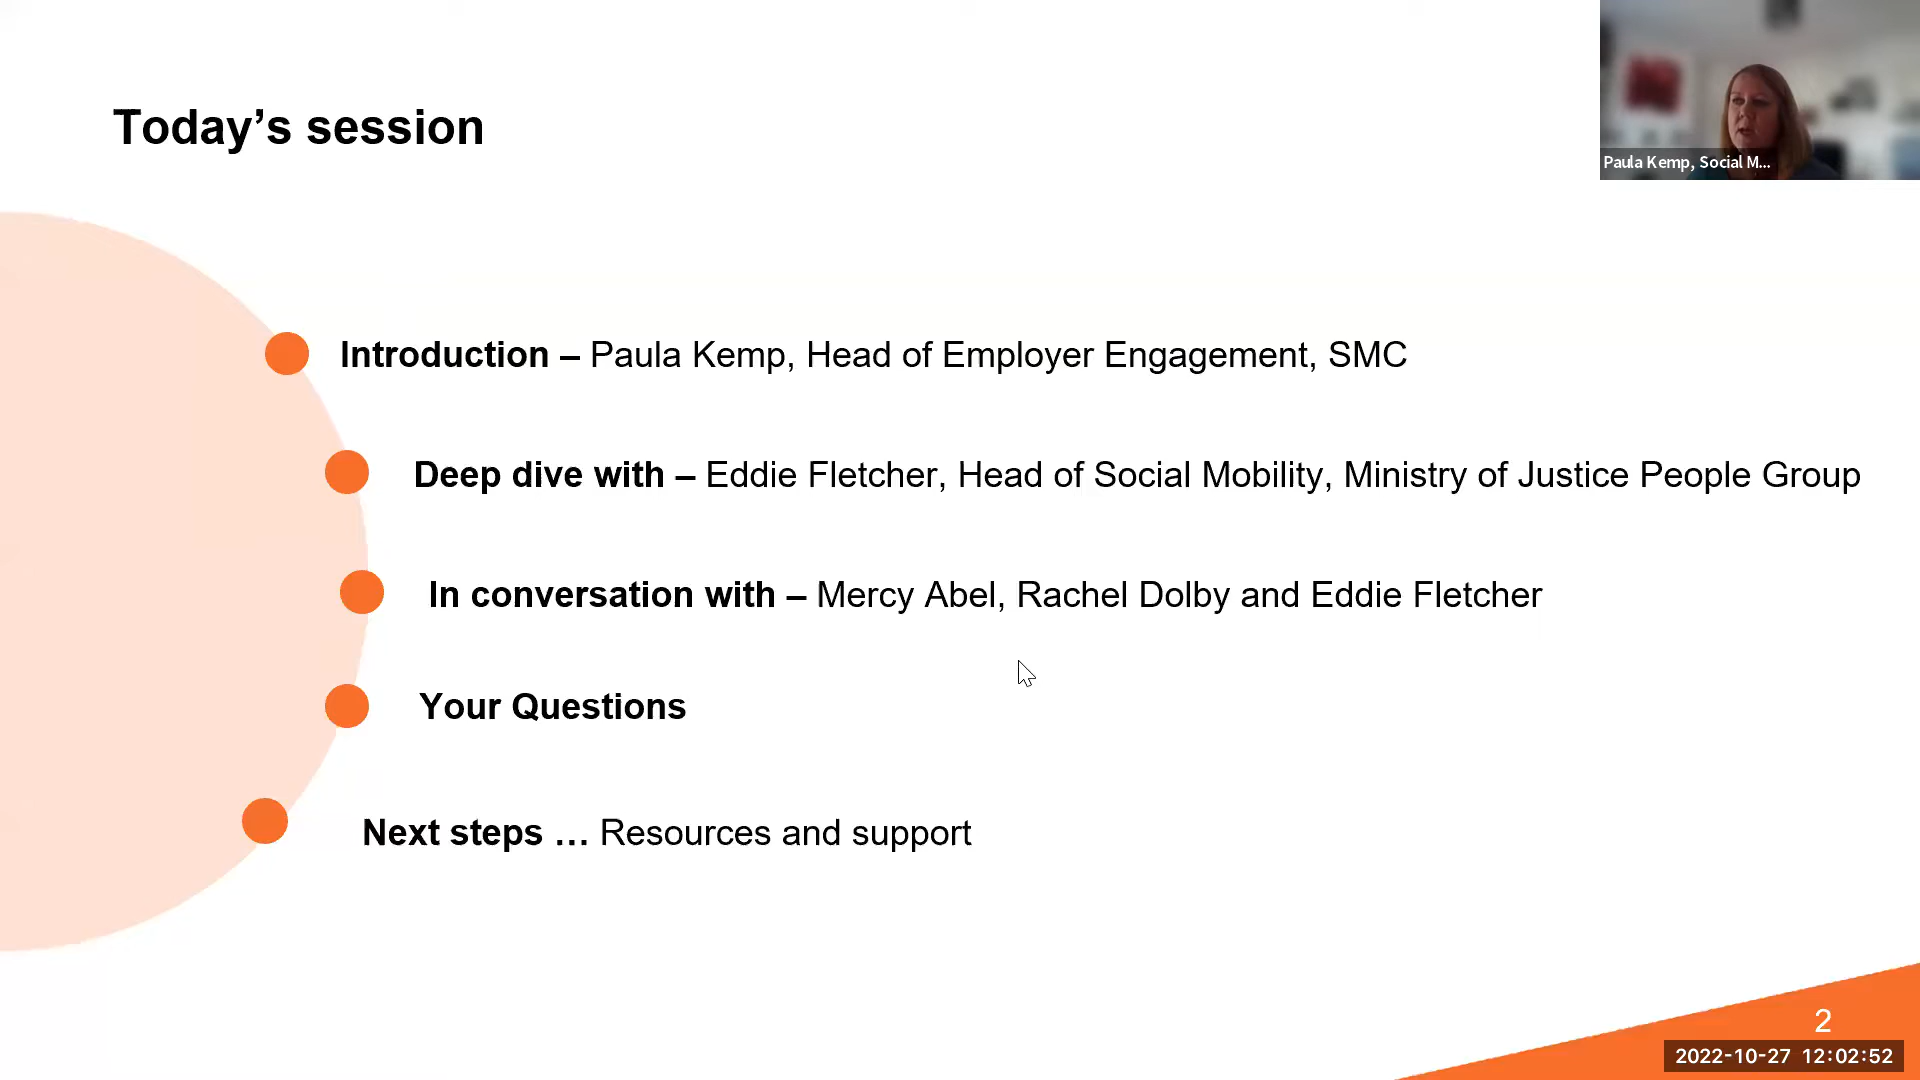 Today’s session
Paula Kemp, Social M...
Introduction – Paula Kemp, Head of Employer Engagement, SMC
Deep dive with – Eddie Fletcher, Head of Social Mobility, Ministry of Justice People Group
In conversation with – Mercy Abel, Rachel Dolby and Eddie Fletcher
Your Questions
Next steps … Resources and support
2
2022-10-27 12:02:52